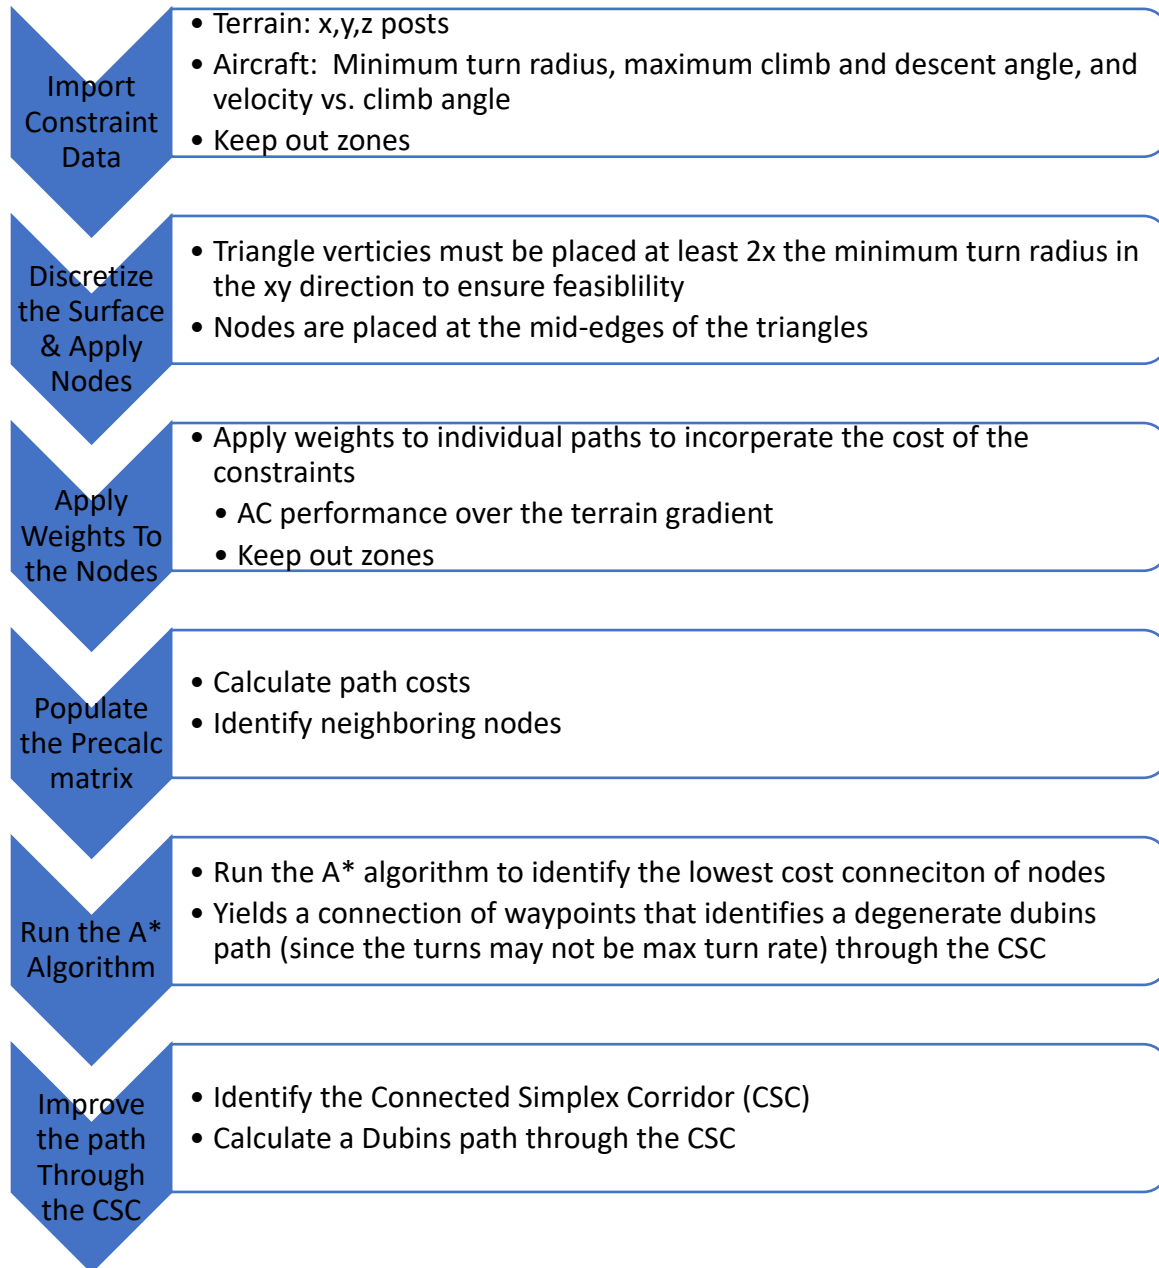 Import
Constraint
Data
• Terrain: x,y,z posts
• Aircraft: Minimum turn radius, maximum climb and descent angle, and
velocity vs. climb angle
• Keep out zones
Discretize
the Surface
& Apply
Nodes
• Triangle verticies must be placed at least 2x the minimum turn radius in
the xy direction to ensure feasiblility
• Nodes are placed at the mid-edges of the triangles
Apply
Weights To
the Nodes
• Apply weights to individual paths to incorperate the cost of the
constraints
• AC performance over the terrain gradient
• Keep out zones
Populate
the Precalc
matrix
• Calculate path costs
• Identify neighboring nodes
Run the A*
Algorithm
• Run the A* algorithm to identify the lowest cost conneciton of nodes
• Yields a connection of waypoints that identifies a degenerate dubins
path (since the turns may not be max turn rate) through the CSC
Improve
the path
Through
the CSC
• Identify the Connected Simplex Corridor (CSC)
• Calculate a Dubins path through the CSC